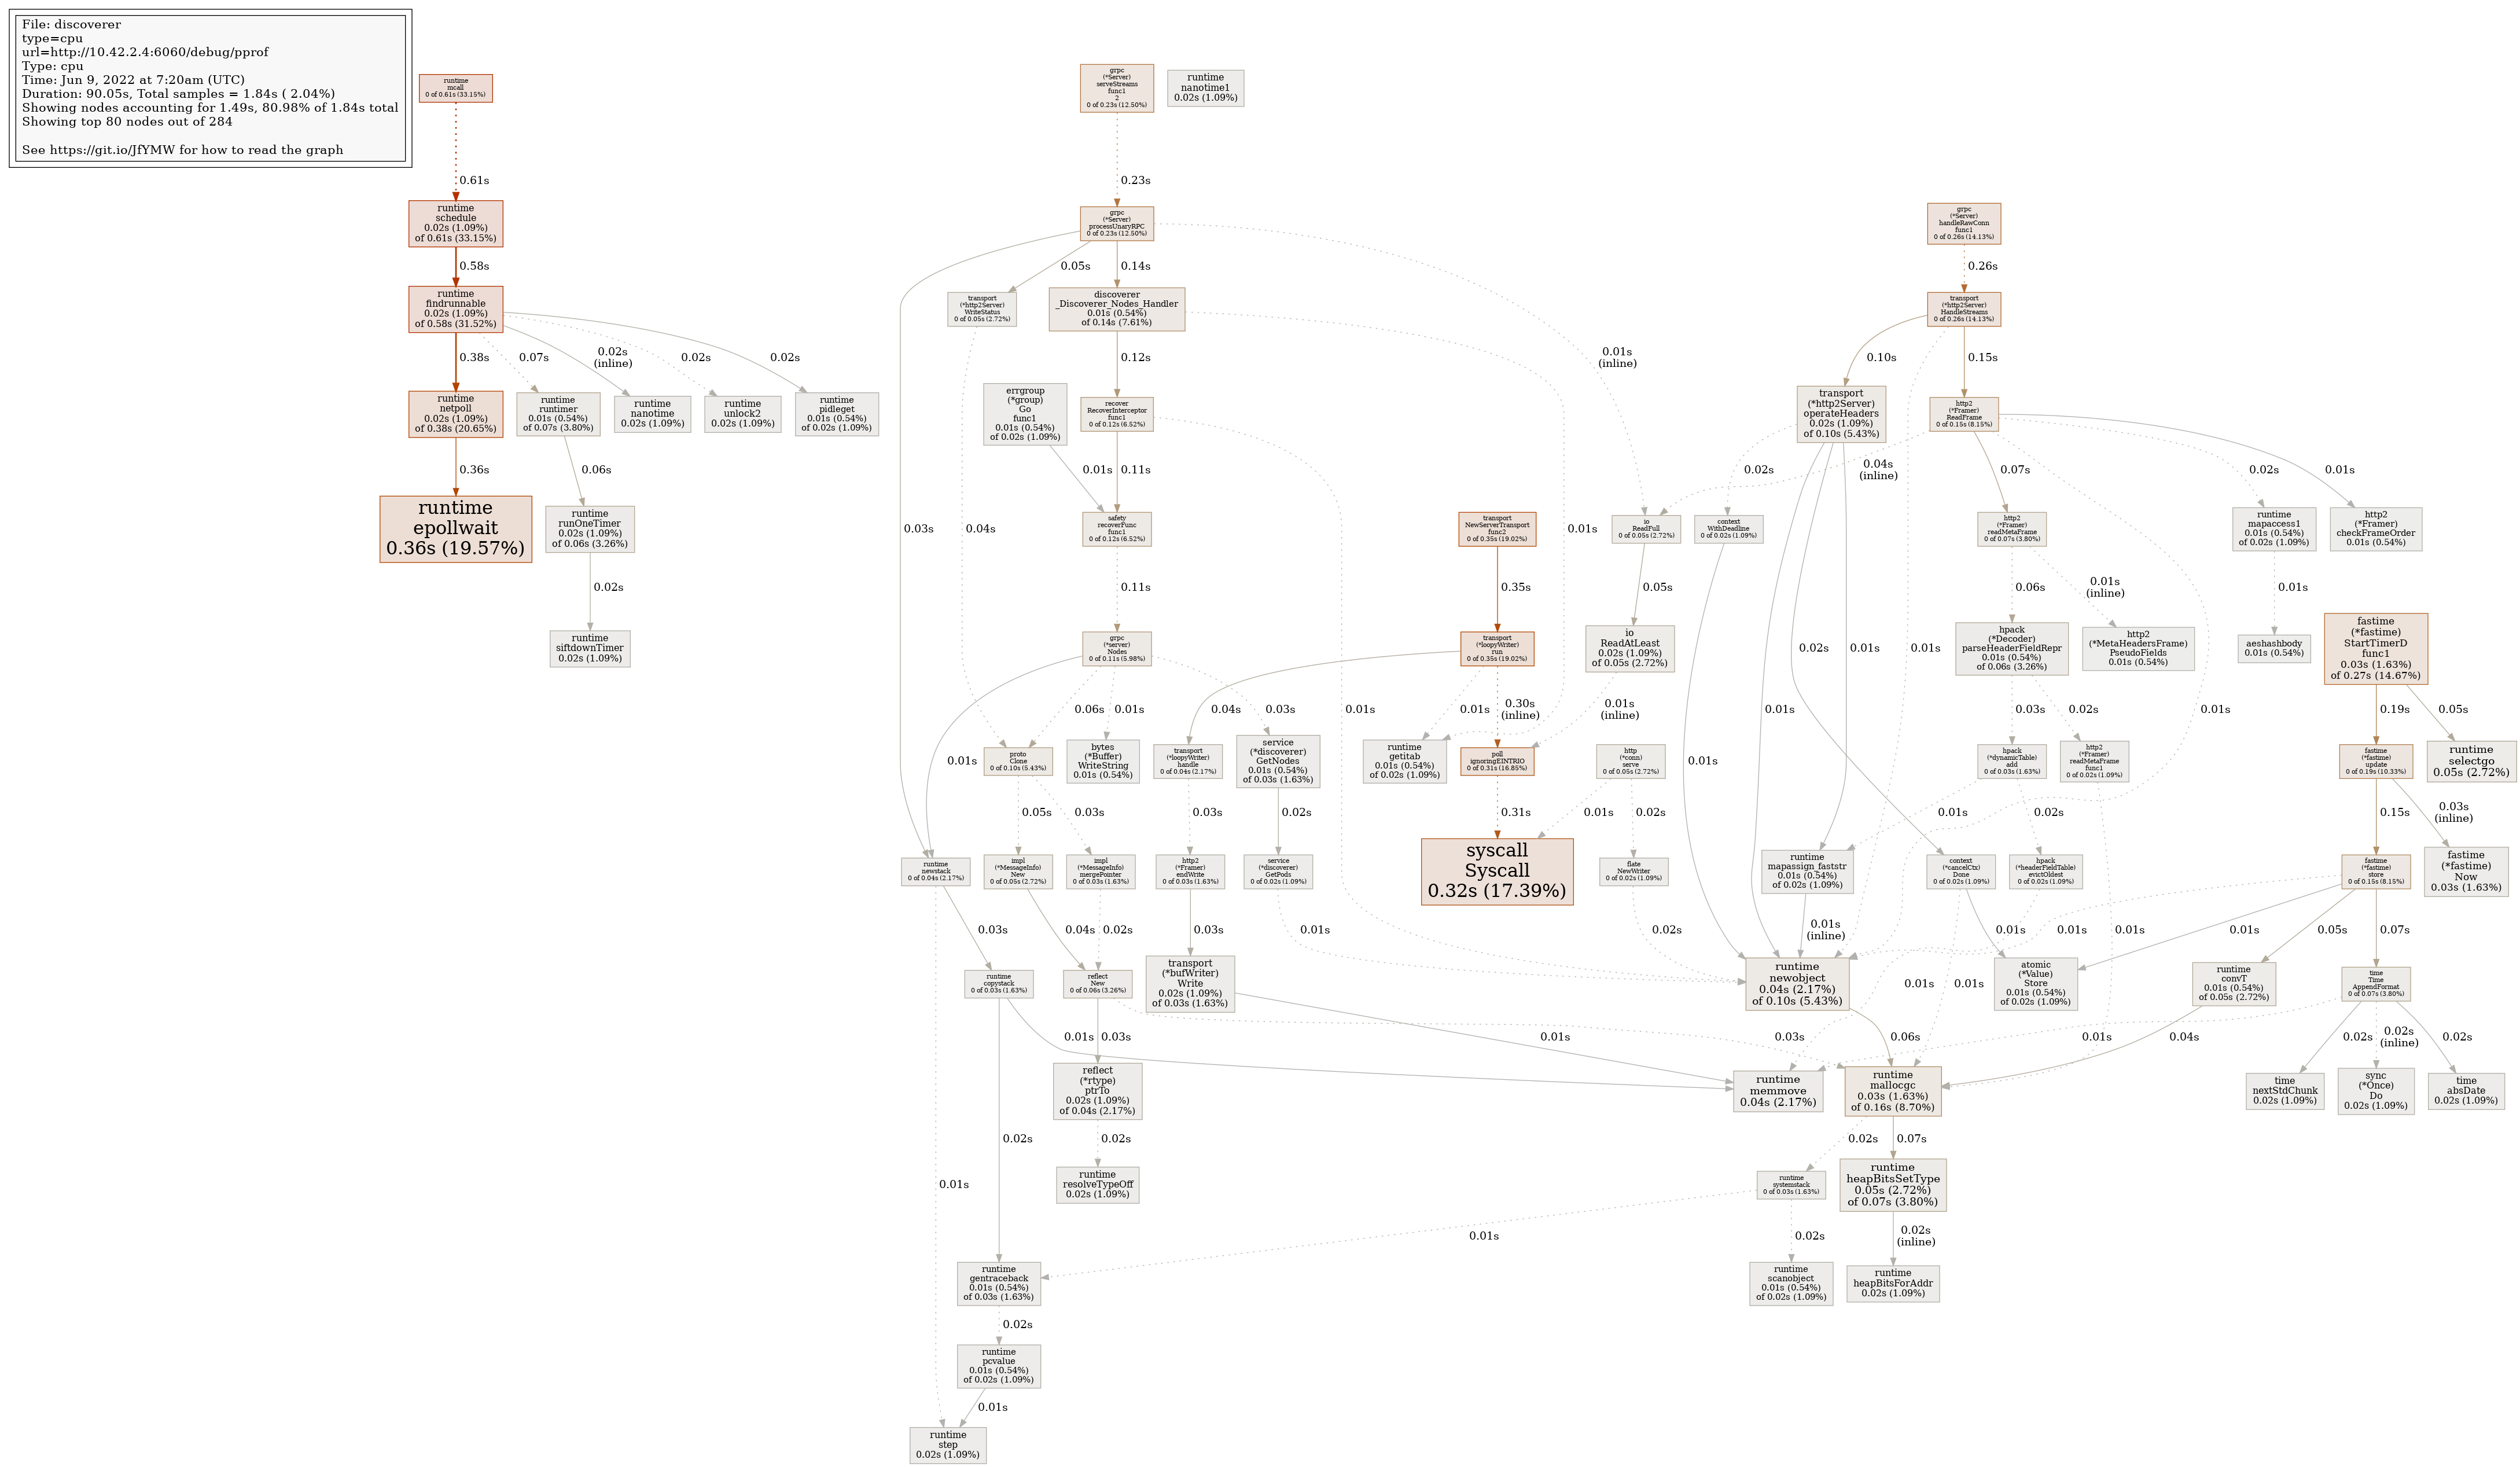 File: discoverer
type=cpu
url=http://10.42.2.4:6060/debug/pprof
Type: cpu
Time: Jun 9, 2022 at 7:20am (UTC)
Duration: 90.05s, Total samples = 1.84s ( 2.04%)
Showing nodes accounting for 1.49s, 80.98% of 1.84s total
Showing top 80 nodes out of 284
See https://git.io/JfYMW for how to read the graph
runtime
mcall
0 of 0.61s (33.15%)
grpc
(*Server)
serveStreams
func1
2
0 of 0.23s (12.50%)
runtime
nanotime1
0.02s (1.09%)
0.61s
0.23s
runtime
schedule
0.02s (1.09%)
of 0.61s (33.15%)
grpc
(*Server)
processUnaryRPC
0 of 0.23s (12.50%)
grpc
(*Server)
handleRawConn
func1
0 of 0.26s (14.13%)
0.58s
0.05s
0.14s
0.26s
runtime
findrunnable
0.02s (1.09%)
of 0.58s (31.52%)
transport
(*http2Server)
WriteStatus
0 of 0.05s (2.72%)
discoverer
_Discoverer_Nodes_Handler
0.01s (0.54%)
of 0.14s (7.61%)
transport
(*http2Server)
HandleStreams
0 of 0.26s (14.13%)
0.38s
0.07s
0.02s
(inline)
0.02s
0.02s
0.12s
0.01s
(inline)
0.10s
0.15s
runtime
netpoll
0.02s (1.09%)
of 0.38s (20.65%)
runtime
runtimer
0.01s (0.54%)
of 0.07s (3.80%)
runtime
nanotime
0.02s (1.09%)
runtime
unlock2
0.02s (1.09%)
runtime
pidleget
0.01s (0.54%)
of 0.02s (1.09%)
errgroup
(*group)
Go
func1
0.01s (0.54%)
of 0.02s (1.09%)
recover
RecoverInterceptor
func1
0 of 0.12s (6.52%)
transport
(*http2Server)
operateHeaders
0.02s (1.09%)
of 0.10s (5.43%)
http2
(*Framer)
ReadFrame
0 of 0.15s (8.15%)
0.36s
0.06s
0.01s
0.11s
0.02s
0.04s
(inline)
0.07s
0.02s
0.01s
runtime
epollwait
0.36s (19.57%)
runtime
runOneTimer
0.02s (1.09%)
of 0.06s (3.26%)
0.03s
0.04s
safety
recoverFunc
func1
0 of 0.12s (6.52%)
transport
NewServerTransport
func2
0 of 0.35s (19.02%)
0.01s
io
ReadFull
0 of 0.05s (2.72%)
context
WithDeadline
0 of 0.02s (1.09%)
http2
(*Framer)
readMetaFrame
0 of 0.07s (3.80%)
runtime
mapaccess1
0.01s (0.54%)
of 0.02s (1.09%)
http2
(*Framer)
checkFrameOrder
0.01s (0.54%)
0.02s
0.11s
0.35s
0.05s
0.06s
0.01s
(inline)
0.01s
runtime
siftdownTimer
0.02s (1.09%)
grpc
(*server)
Nodes
0 of 0.11s (5.98%)
transport
(*loopyWriter)
run
0 of 0.35s (19.02%)
io
ReadAtLeast
0.02s (1.09%)
of 0.05s (2.72%)
0.02s
0.01s
0.01s
hpack
(*Decoder)
parseHeaderFieldRepr
0.01s (0.54%)
of 0.06s (3.26%)
http2
(*MetaHeadersFrame)
PseudoFields
0.01s (0.54%)
aeshashbody
0.01s (0.54%)
fastime
(*fastime)
StartTimerD
func1
0.03s (1.63%)
of 0.27s (14.67%)
0.06s
0.01s
0.03s
0.04s
0.01s
0.01s
0.30s
(inline)
0.01s
(inline)
0.01s
0.03s
0.02s
0.01s
0.19s
0.05s
0.01s
proto
Clone
0 of 0.10s (5.43%)
bytes
(*Buffer)
WriteString
0.01s (0.54%)
transport
(*loopyWriter)
handle
0 of 0.04s (2.17%)
service
(*discoverer)
GetNodes
0.01s (0.54%)
of 0.03s (1.63%)
runtime
getitab
0.01s (0.54%)
of 0.02s (1.09%)
poll
ignoringEINTRIO
0 of 0.31s (16.85%)
http
(*conn)
serve
0 of 0.05s (2.72%)
0.01s
hpack
(*dynamicTable)
add
0 of 0.03s (1.63%)
http2
(*Framer)
readMetaFrame
func1
0 of 0.02s (1.09%)
fastime
(*fastime)
update
0 of 0.19s (10.33%)
runtime
selectgo
0.05s (2.72%)
0.05s
0.03s
0.03s
0.02s
0.31s
0.01s
0.02s
0.01s
0.02s
0.15s
0.03s
(inline)
runtime
newstack
0 of 0.04s (2.17%)
impl
(*MessageInfo)
New
0 of 0.05s (2.72%)
impl
(*MessageInfo)
mergePointer
0 of 0.03s (1.63%)
http2
(*Framer)
endWrite
0 of 0.03s (1.63%)
service
(*discoverer)
GetPods
0 of 0.02s (1.09%)
syscall
Syscall
0.32s (17.39%)
flate
NewWriter
0 of 0.02s (1.09%)
runtime
mapassign_faststr
0.01s (0.54%)
of 0.02s (1.09%)
context
(*cancelCtx)
Done
0 of 0.02s (1.09%)
hpack
(*headerFieldTable)
evictOldest
0 of 0.02s (1.09%)
fastime
(*fastime)
store
0 of 0.15s (8.15%)
fastime
(*fastime)
Now
0.03s (1.63%)
0.03s
0.04s
0.02s
0.03s
0.01s
0.02s
0.01s
(inline)
0.01s
0.01s
0.01s
0.01s
0.05s
0.07s
runtime
copystack
0 of 0.03s (1.63%)
reflect
New
0 of 0.06s (3.26%)
transport
(*bufWriter)
Write
0.02s (1.09%)
of 0.03s (1.63%)
runtime
newobject
0.04s (2.17%)
of 0.10s (5.43%)
0.01s
0.01s
atomic
(*Value)
Store
0.01s (0.54%)
of 0.02s (1.09%)
runtime
convT
0.01s (0.54%)
of 0.05s (2.72%)
time
Time
AppendFormat
0 of 0.07s (3.80%)
0.01s
0.03s
0.01s
0.03s
0.06s
0.01s
0.04s
0.02s
0.02s
(inline)
0.02s
reflect
(*rtype)
ptrTo
0.02s (1.09%)
of 0.04s (2.17%)
runtime
memmove
0.04s (2.17%)
runtime
mallocgc
0.03s (1.63%)
of 0.16s (8.70%)
time
nextStdChunk
0.02s (1.09%)
sync
(*Once)
Do
0.02s (1.09%)
time
absDate
0.02s (1.09%)
0.02s
0.02s
0.02s
0.07s
0.01s
runtime
resolveTypeOff
0.02s (1.09%)
runtime
systemstack
0 of 0.03s (1.63%)
runtime
heapBitsSetType
0.05s (2.72%)
of 0.07s (3.80%)
0.01s
0.02s
0.02s
(inline)
runtime
gentraceback
0.01s (0.54%)
of 0.03s (1.63%)
runtime
scanobject
0.01s (0.54%)
of 0.02s (1.09%)
runtime
heapBitsForAddr
0.02s (1.09%)
0.02s
runtime
pcvalue
0.01s (0.54%)
of 0.02s (1.09%)
0.01s
runtime
step
0.02s (1.09%)